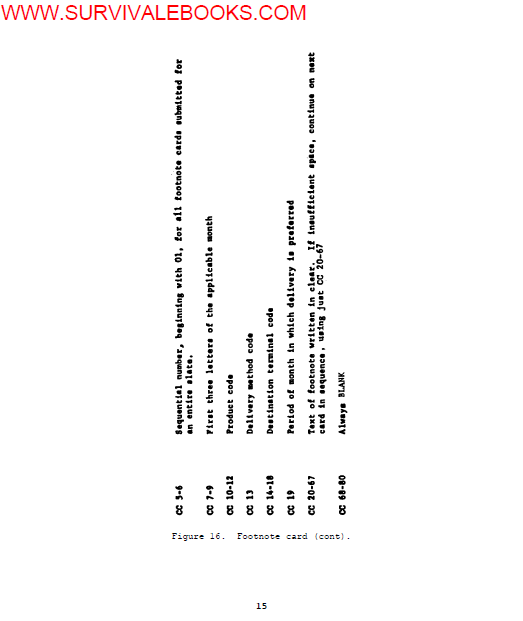 WWW.SURVIVALEBOOKS.COM
CC 5-6 Sequential number, beginning with 01, for all footnote cards submitted for
an entire slate.
CC 7-9 First three letters of the applicable month
CC 10-12 Product code
CC 13 Delivery method code
CC 14-18 Destination terminal code
CC 19 Period of month in which delivery is preferred
CC 20-67 Text of footnote written in clear. If insufficient space, continue on next
card in sequence, using just CC 20-67
CC 68-80 Always BLANK
Figure 16. Footnote card (cont).
15